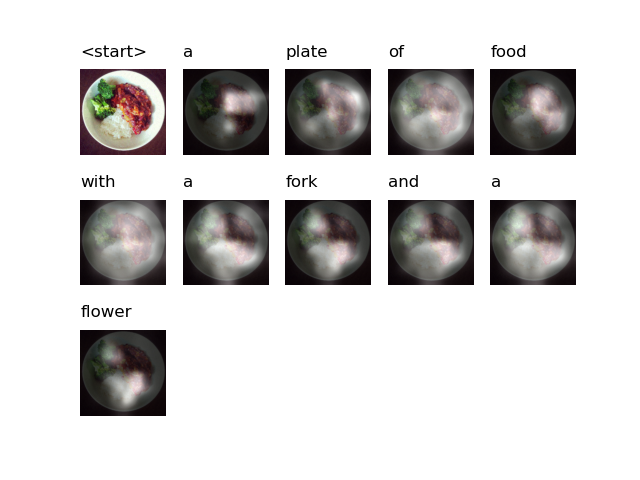 <start> a plate of food
with a fork and a
flower